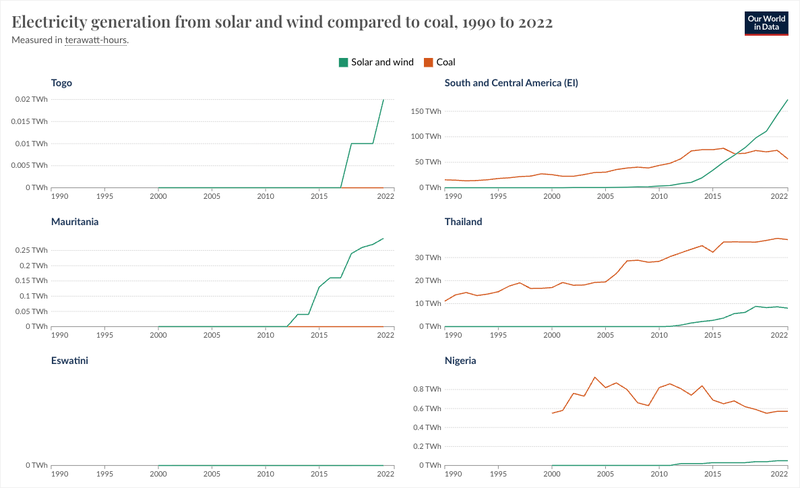 Electricity generation from solar and wind compared to coal, 1990 to 2022
Measured in terawatt-hours.
Our World
in Data
Solar and wind Coal
Togo
0.02 TWh
0.015 TWh
0.01 TWh
0.005 TWh
0 TWh
1990 1995 2000 2005 2010 2015 2022
South and Central America (EI)
150 TWh
100 TWh
50 TWh
0 TWh
1990 1995 2000 2005 2010 2015 2022
Mauritania
0.25 TWh
0.2 TWh
0.15 TWh
0.1 TWh
0.05 TWh
0 TWh
1990 1995 2000 2005 2010 2015 2022
Thailand
30 TWh
20 TWh
10 TWh
0 TWh
1990 1995 2000 2005 2010 2015 2022
Eswatini
0 TWh
1990 1995 2000 2005 2010 2015 2022
Nigeria
0.8 TWh
0.6 TWh
0.4 TWh
0.2 TWh
0 TWh
1990 1995 2000 2005 2010 2015 2022